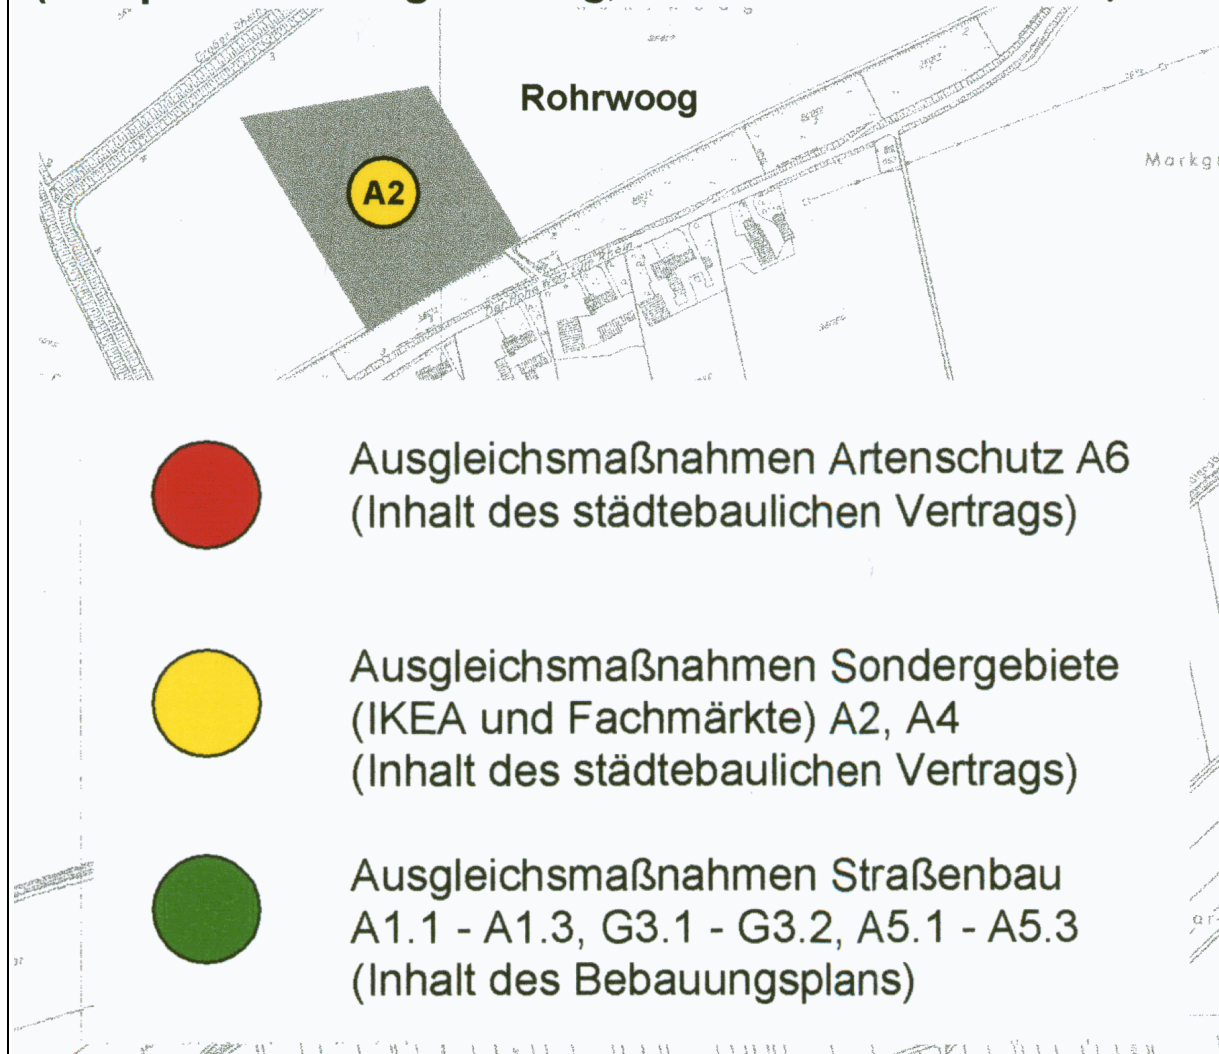 Rohrwoog
A2
Markg
Ausgleichsmaßnahmen Artenschutz A6
(Inhalt des städtebaulichen Vertrags)
Ausgleichsmaßnahmen Sondergebiete
(IKEA und Fachmärkte) A2, A4
(Inhalt des städtebaulichen Vertrags)
Ausgleichsmaßnahmen Straßenbau
A1.1 - A1.3, G3.1 - G3.2, A5.1 - A5.3
(Inhalt des Bebauungsplans)